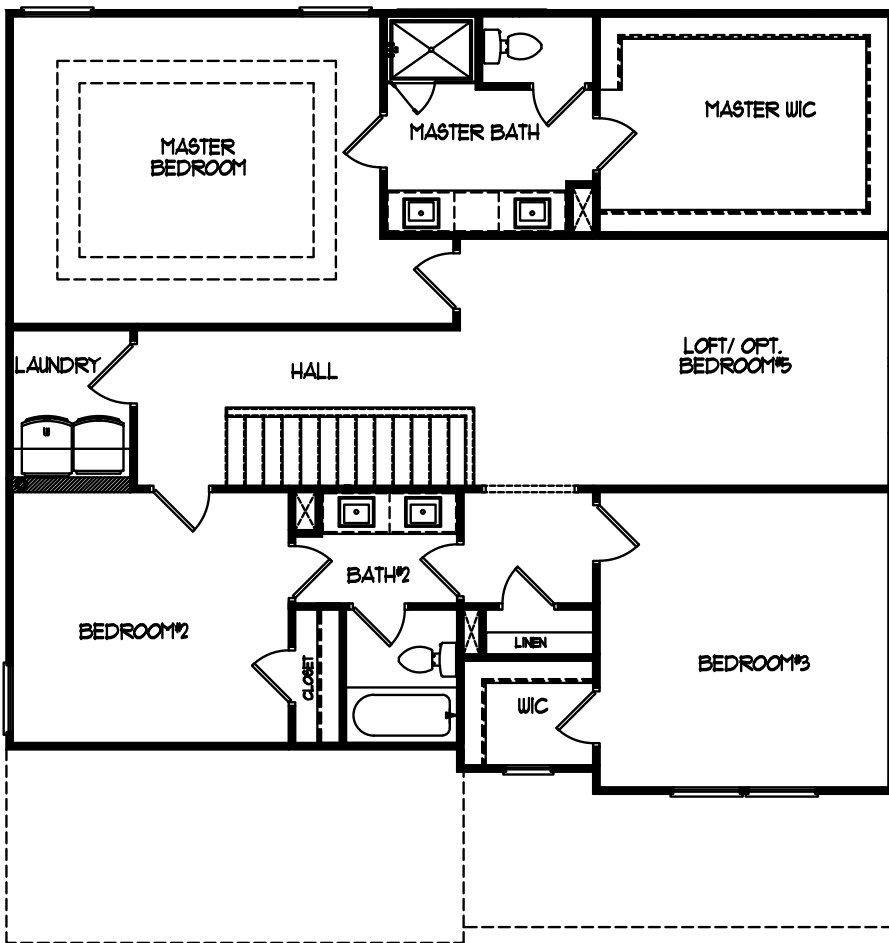 MASTER
BEDROOM
MASTER BATH
MASTER WIC
LAUNDRY
HALL
LOFT/ OPT.
BEDROOM#5
W
BATH#2
BEDROOM#2
CLOSET
LINEN
WIC
BEDROOM#3